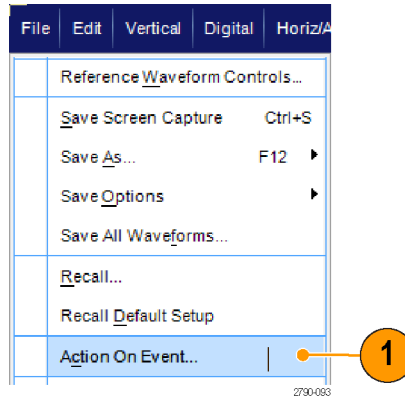 File Edit Vertical Digital Horiz/A
Reference Waveform Controls...
Save Screen Capture Ctrl+S
Save As... F12
Save Options
Save All Waveforms...
Recall...
Recall Default Setup
Action On Event...
1
2790-093